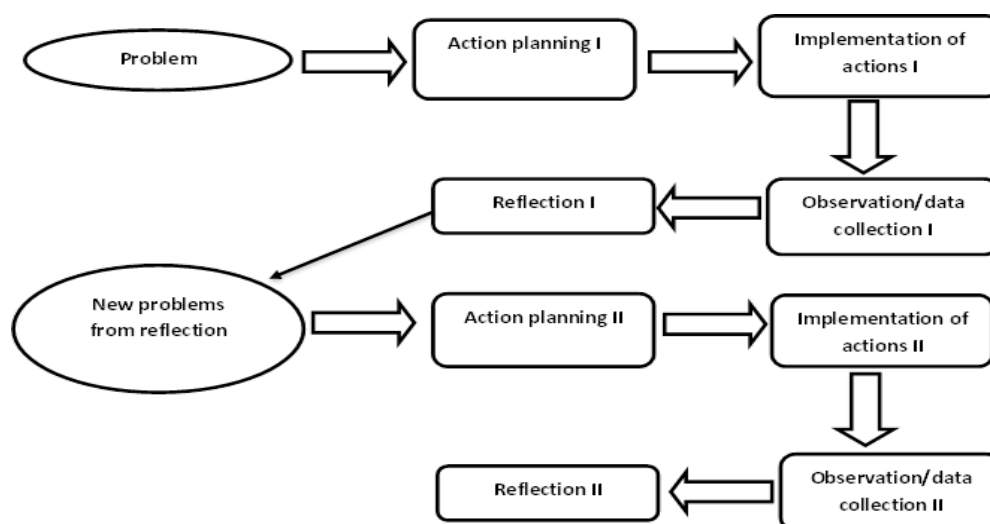 Problem
Action planning I
Implementation of
actions I
Reflection I
Observation/data
collection I
New problems
from reflection
Action planning II
Implementation of
actions II
Reflection II
Observation/data
collection II